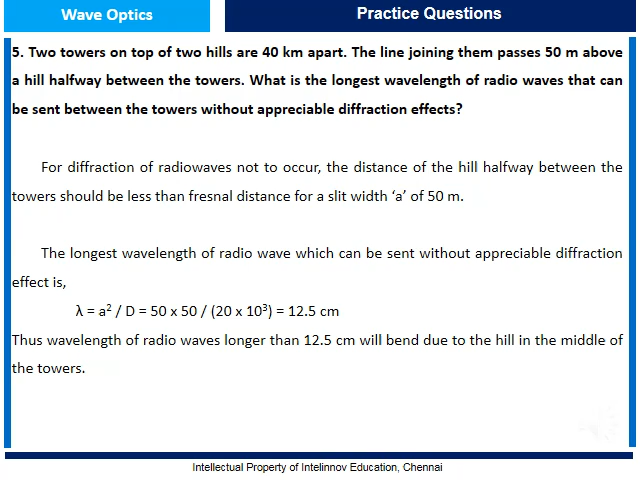 Wave Optics
Practice Questions
5. Two towers on top of two hills are 40 km apart. The line joining them passes 50 m above
a hill halfway between the towers. What is the longest wavelength of radio waves that can
be sent between the towers without appreciable diffraction effects?
For diffraction of radiowaves not to occur, the distance of the hill halfway between the
towers should be less than fresnal distance for a slit width ‘a’ of 50 m.
The longest wavelength of radio wave which can be sent without appreciable diffraction
effect is,
λ = a² / D = 50 x 50 / (20 x 10³) = 12.5 cm
Thus wavelength of radio waves longer than 12.5 cm will bend due to the hill in the middle of
the towers.
Intellectual Property of Intelinnov Education, Chennai